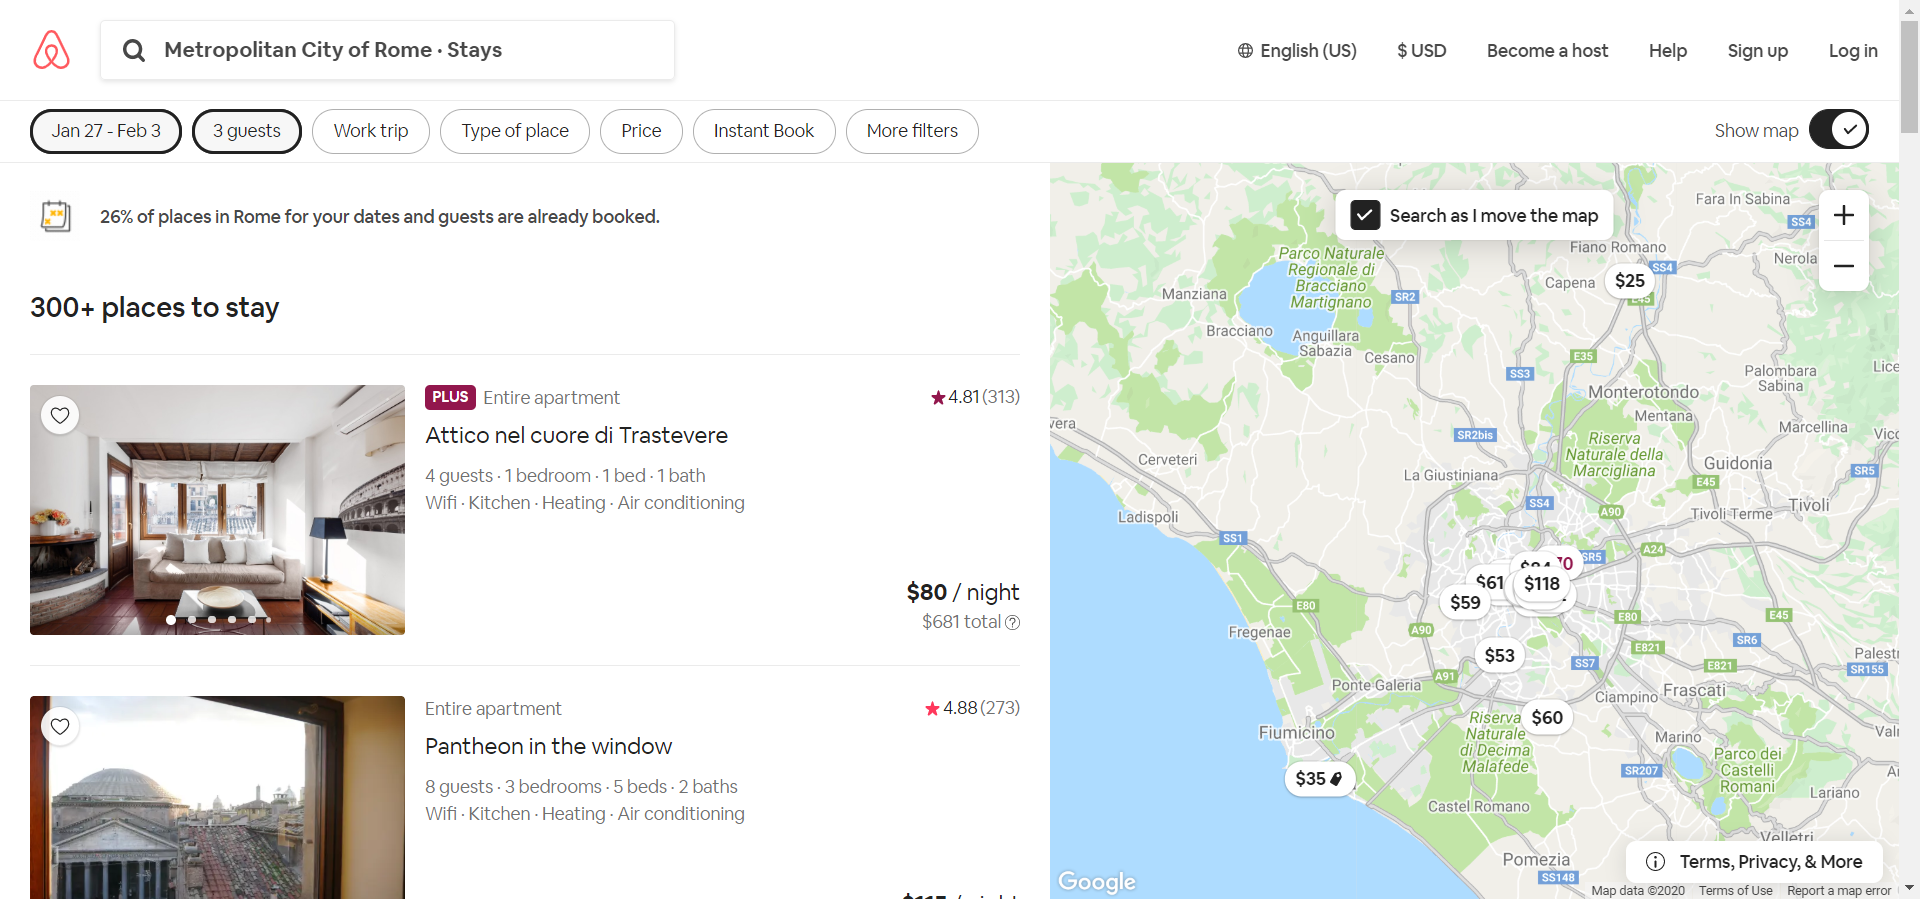 Metropolitan City of Rome · Stays
English (US)
$ USD
Become a host
Help
Sign up
Log in
Jan 27 - Feb 3
3 guests
Work trip
Type of place
Price
Instant Book
More filters
Show map
26% of places in Rome for your dates and guests are already booked.
300+ places to stay
PLUS Entire apartment
4.81 (313)
Attico nel cuore di Trastevere
4 guests · 1 bedroom · 1 bed · 1 bath
Wifi · Kitchen · Heating · Air conditioning
$80 / night
$681 total
Entire apartment
4.88 (273)
Pantheon in the window
8 guests · 3 bedrooms · 5 beds · 2 baths
Wifi · Kitchen · Heating · Air conditioning
Search as I move the map
Fara In Sabina
SS4
Fiano Romano
Parco Naturale
Regionale di
Bracciano
Martignano
Nerola
SS4
Capena
$25
E45
Manziana
SR2
Bracciano
Anguillara
Sabazia
Cesano
E35
SS3
Palombara
Sabina
Lice
Monterotondo
Mentana
Marcellina
SR2bis
Cerveteri
Riserva
Naturale della
Marcigliana
La Giustiniana
Guidonia
SR5
E45
SS4
A90
Tivoli
Tivoli Terme
Ladispoli
SS1
A24
SR5
$61
$118
$59
E80
E80
E45
Fregenae
A90
E821
SR6
$53
SS7
E821
SR155
A91
Ponte Galeria
Ciampino
Frascati
$60
Riserva
Naturale
di Decima
Malafede
Fiumicino
Marino
Parco dei
Castelli
Romani
SR207
$35
Lariano
Castel Romano
Velletri
Pomezia
SS148
Terms, Privacy, & More
Google
Map data ©2020
Terms of Use
Report a map error